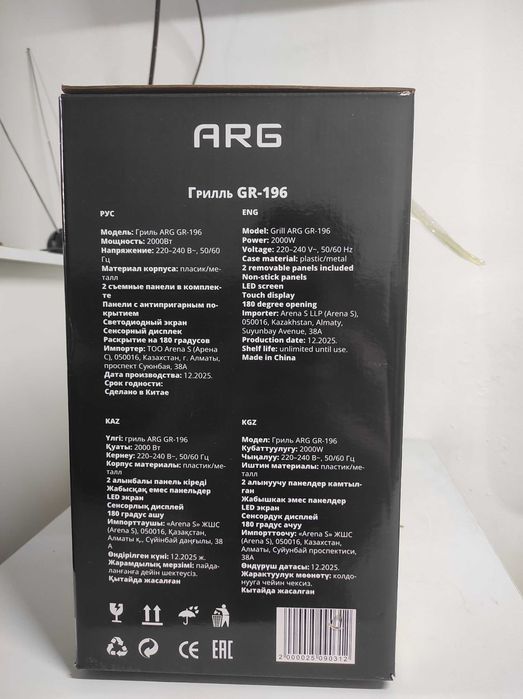 ARG
Грилль GR-196
РУС
Модель: Гриль ARG GR-196
Мощность: 2000Вт
Напряжение: 220–240 В~, 50/60
Гц
Материал корпуса: пласик/ме-
талл
2 съемные панели в комплек-
те
Панели с антипригарным по-
крытием
Светодиодный экран
Сенсорный дисплек
Раскрытие на 180 градусов
Импортер: ТОО Arena S (Арена
С), 050016, Казахстан, г. Алматы,
проспект Суюнбая, 38А
Дата производства: 12.2025.
Срок годности:
Сделано в Китае
ENG
Model: Grill ARG GR-196
Power: 2000W
Voltage: 220–240 V~, 50/60 Hz
Case material: plastic/metal
2 removable panels included
Non-stick panels
LED screen
Touch display
180 degree opening
Importer: Arena S LLP (Arena S),
050016, Kazakhstan, Almaty,
Suyunbay Avenue, 38A
Production date: 12.2025.
Shelf life: unlimited until use.
Made in China
KAZ
Үлгі: гриль ARG GR-196
Қуаты: 2000 Вт
Кернеу: 220–240 В~, 50/60 Гц
Корпус материалы: пластик/ме-
талл
2 алынбалы панель кіреді
Жабысқақ емес панельдер
LED экран
Сенсорлық дисплей
180 градус ашу
Импорттаушы: «Arena S» ЖШС
(Arena S), 050016, Қазақстан,
Алматы қ., Сүйінбай даңғылы, 38
А
Өндірілген күні: 12.2025 ж.
Жарамдылық мерзімі: пайда-
ланғанға дейін шектеусіз.
Қытайда жасалған
KGZ
Модел: Гриль ARG GR-196
Кубаттуулугу: 2000W
Чыңалуу: 220–240 В~, 50/60 Гц
Иштин материалы: пластик/ме-
талл
2 алынуучу панелдер камтыл-
ган
Жабышкак эмес панелдер
LED экран
Сенсордук дисплей
180 градус ачуу
Импорттоочу: «Arena S» ЖШС
(Arena S), 050016, Казахстан,
Алматы, Суйунбай проспектиси,
38А
Өндүрүш датасы: 12.2025.
Жарактуулук мөөнөтү: колдо-
нууга чейин чексиз.
Кытайда жасалган
CE EAC
2 000025 090312